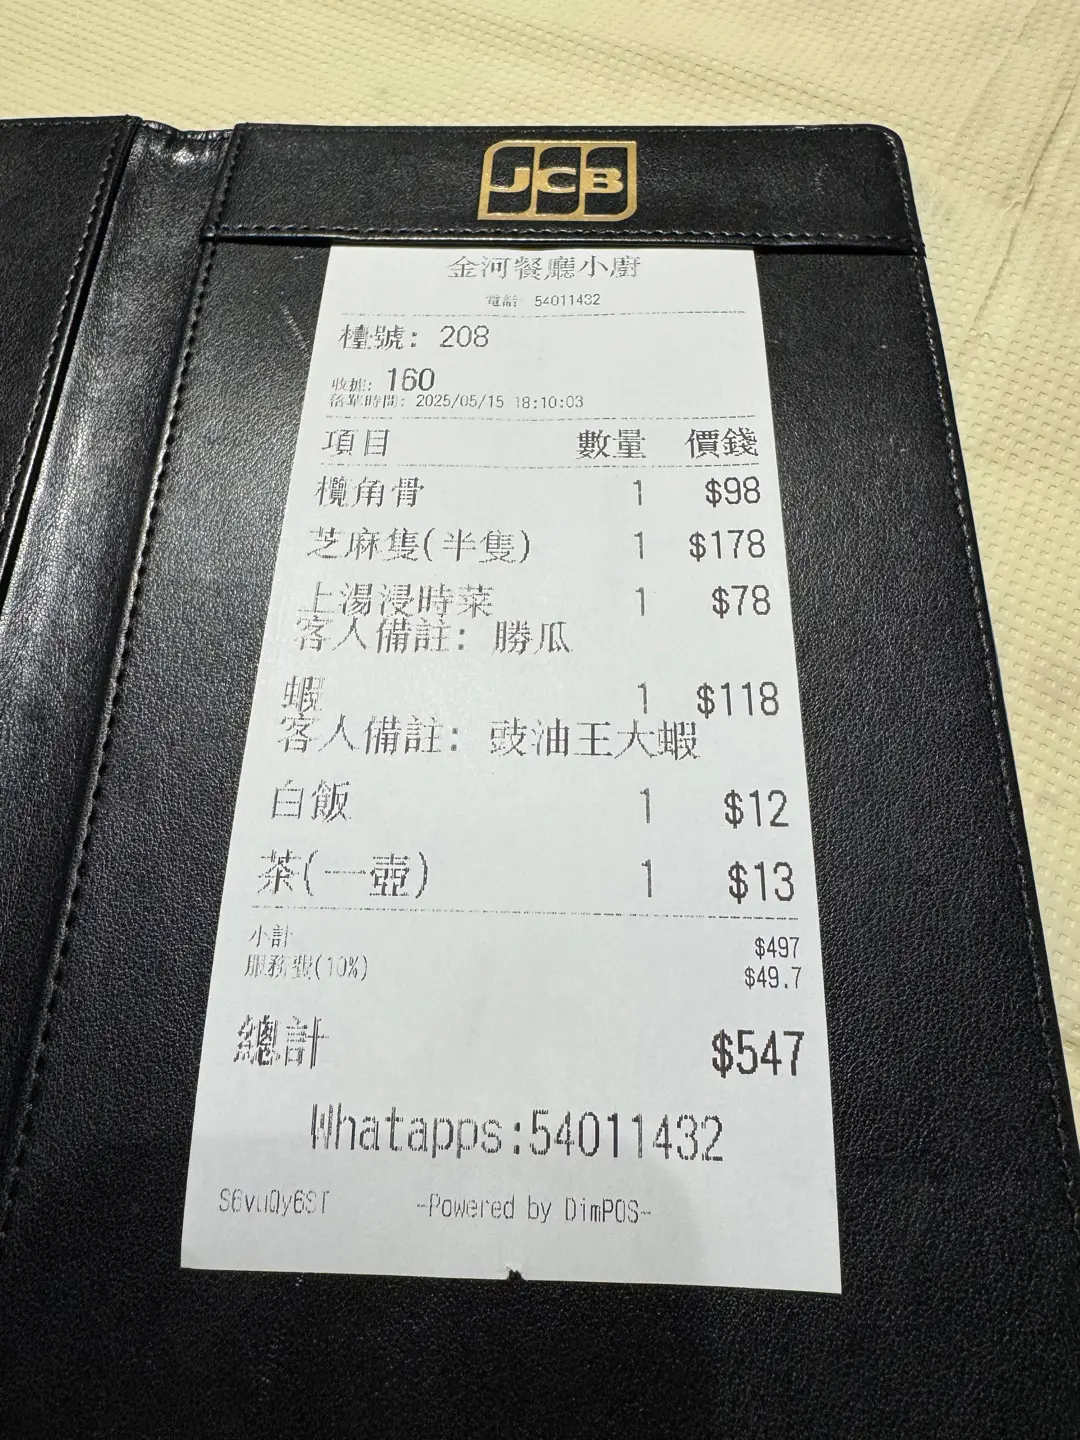 JCB
金河餐廳小廚
電話: 54011432
檯號: 208
收據: 160
落單時間: 2025/05/15 18:10:03
項目 數量 價錢
欖角骨 1 $98
芝麻隻(半隻) 1 $178
上湯浸時菜 1 $78
客人備註: 勝瓜
蝦 1 $118
客人備註: 豉油王大蝦
白飯 1 $12
茶(一壺) 1 $13
小計 $497
服務費(10%) $49.7
總計 $547
Whatapps:54011432
S6vuQy6ST -Powered by DimPOS-